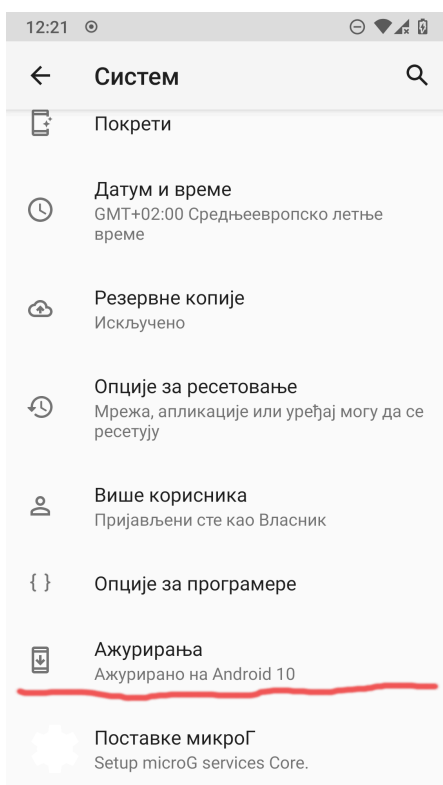 12:21
Систем
Покрети
Датум и време
GMT+02:00 Средњеевропско летње
време
Резервне копије
Искључено
Опције за ресетовање
Мрежа, апликације или уређај могу да се
ресетују
Више корисника
Пријављени сте као Власник
Опције за програмере
Ажурирања
Ажурирано на Android 10
Поставке микроГ
Setup microG services Core.